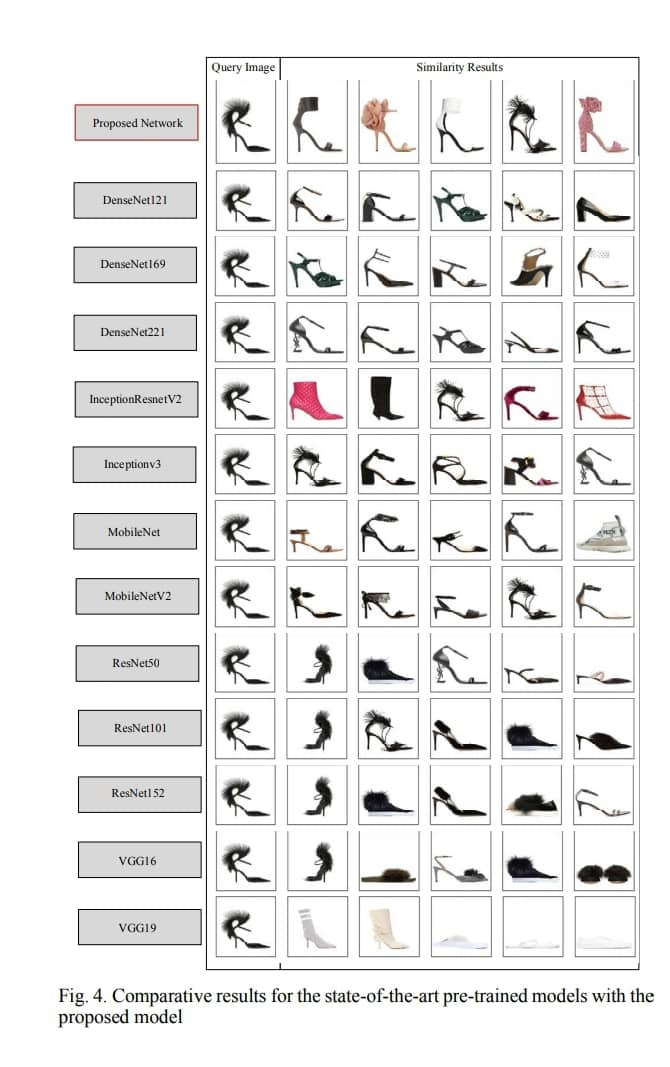 Query Image Similarity Results
Proposed Network
DenseNet121
DenseNet169
DenseNet221
InceptionResnetV2
Inceptionv3
MobileNet
MobileNetV2
ResNet50
ResNet101
ResNet152
VGG16
VGG19
Fig. 4. Comparative results for the state-of-the-art pre-trained models with the
proposed model